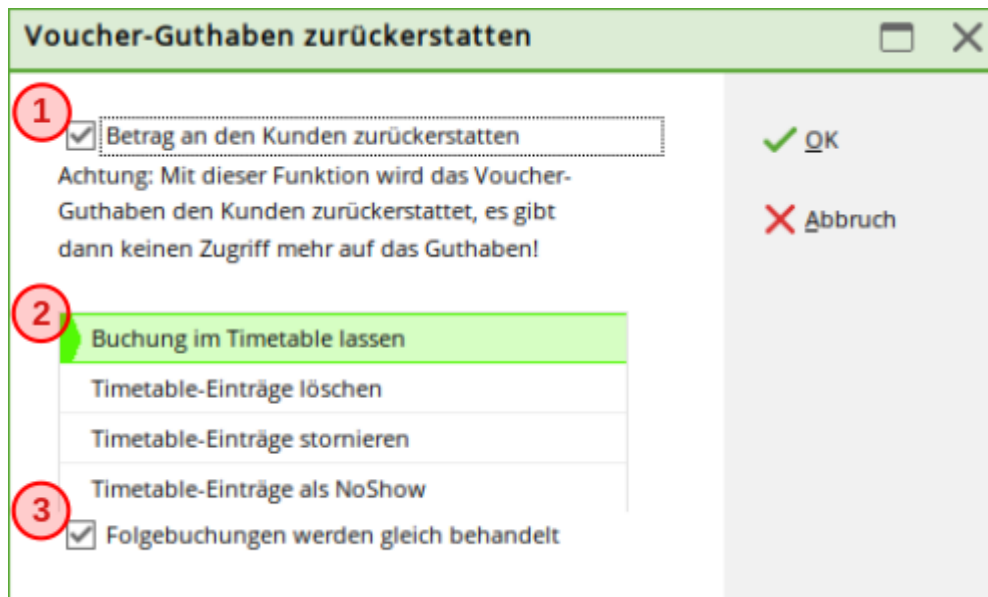 Voucher-Guthaben zurückerstatten
1
Betrag an den Kunden zurückerstatten
OK
Achtung: Mit dieser Funktion wird das Voucher-
Guthaben den Kunden zurückerstattet, es gibt
Abbruch
dann keinen Zugriff mehr auf das Guthaben!
2
Buchung im Timetable lassen
Timetable-Einträge löschen
Timetable-Einträge stornieren
Timetable-Einträge als NoShow
3
Folgebuchungen werden gleich behandelt